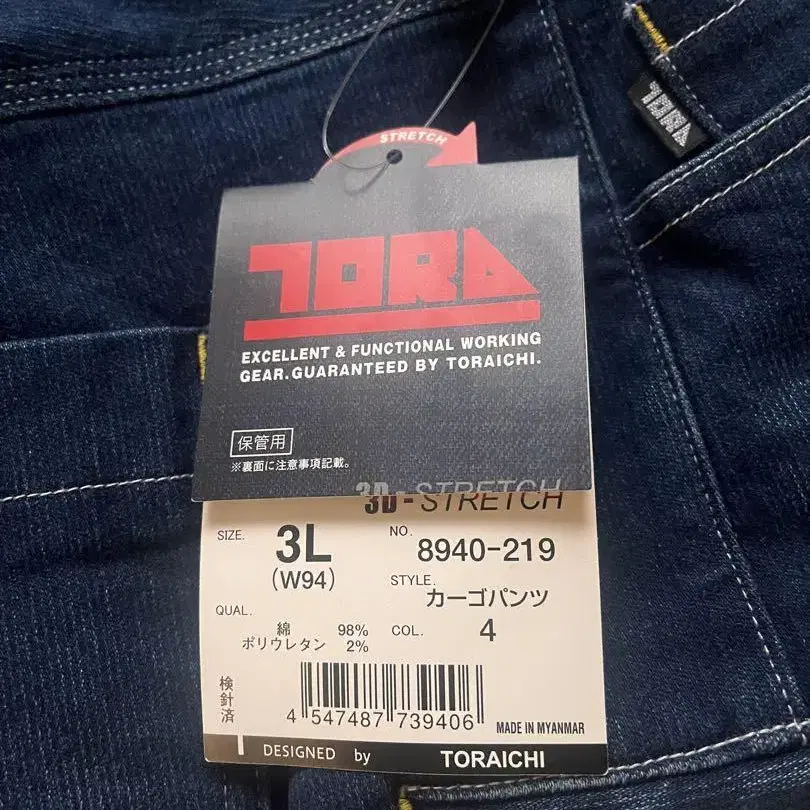 STRETCH
TORA
TORA
EXCELLENT & FUNCTIONAL WORKING
GEAR.GUARANTEED BY TORAICHI.
保管用
※裏面に注意事項記載。
3D-STRETCH
SIZE. 3L (W94)
NO. 8940-219
STYLE. カーゴパンツ
QUAL.
綿 98%
ポリウレタン 2%
COL. 4
検針済
4 547487 739406
MADE IN MYANMAR
DESIGNED by TORAICHI